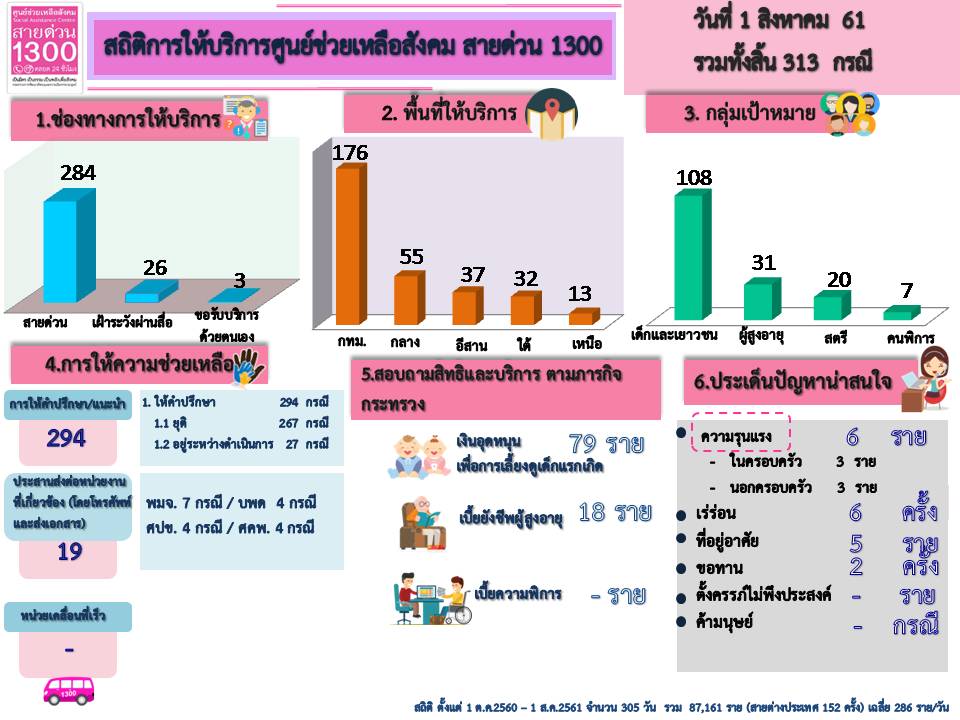 ศูนย์ช่วยเหลือสังคม
Social Assistance Centre
สายด่วน
1300
ตลอด 24 ชั่วโมง
สถิติการให้บริการศูนย์ช่วยเหลือสังคม สายด่วน 1300
วันที่ 1 สิงหาคม 61
รวมทั้งสิ้น 313 กรณี
1.ช่องทางการให้บริการ
284
26
3
สายด่วน
เฝ้าระวังผ่านสื่อ
ขอรับบริการ
ด้วยตนเอง
2. พื้นที่ให้บริการ
176
55
37
32
13
กทม.
กลาง
อีสาน
ใต้
เหนือ
3. กลุ่มเป้าหมาย
108
31
20
7
เด็กและเยาวชน
ผู้สูงอายุ
สตรี
คนพิการ
4.การให้ความช่วยเหลือ
การให้คำปรึกษา/แนะนำ
294
1. ให้คำปรึกษา 294 กรณี
1.1 ยุติ 267 กรณี
1.2 อยู่ระหว่างดำเนินการ 27 กรณี
ประสานส่งต่อหน่วยงาน
ที่เกี่ยวข้อง (โดยโทรศัพท์
และส่งเอกสาร)
19
พมจ. 7 กรณี / บพด 4 กรณี
ศปข. 4 กรณี / ศคพ. 4 กรณี
หน่วยเคลื่อนที่เร็ว
-
1300
5.สอบถามสิทธิและบริการ ตามภารกิจ
กระทรวง
เงินอุดหนุน
เพื่อการเลี้ยงดูเด็กแรกเกิด
79 ราย
เบี้ยยังชีพผู้สูงอายุ 18 ราย
เบี้ยความพิการ - ราย
6.ประเด็นปัญหาน่าสนใจ
ความรุนแรง 6 ราย
- ในครอบครัว 3 ราย
- นอกครอบครัว 3 ราย
เร่ร่อน 6 ครั้ง
ที่อยู่อาศัย 5 ราย
ขอทาน 2 ครั้ง
ตั้งครรภ์ไม่พึงประสงค์ - ราย
ค้ามนุษย์ - กรณี
สถิติ ตั้งแต่ 1 ต.ค.2560 – 1 ส.ค.2561 จำนวน 305 วัน รวม 87,161 ราย (สายต่างประเทศ 152 ครั้ง) เฉลี่ย 286 ราย/วัน